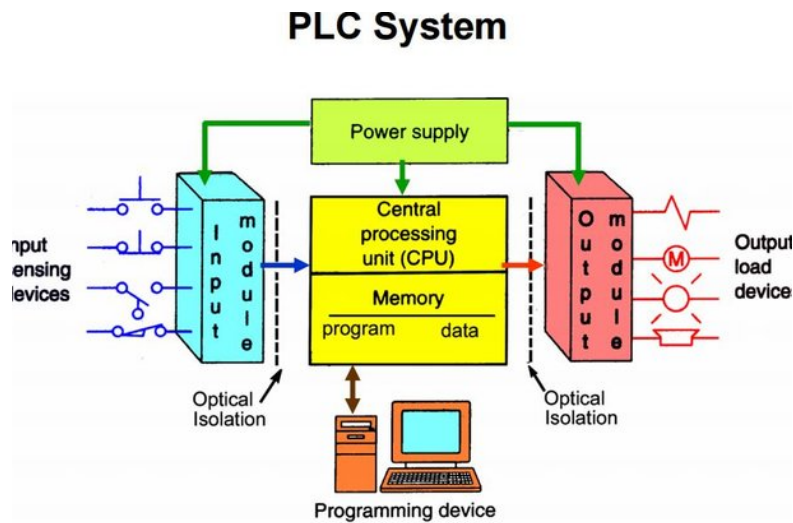 PLC System
Power supply
Input
module
Central
processing
unit (CPU)
Memory
program data
Output
module
nput
ensing
evices
M
Output
load
devices
Optical
Isolation
Optical
Isolation
Programming device